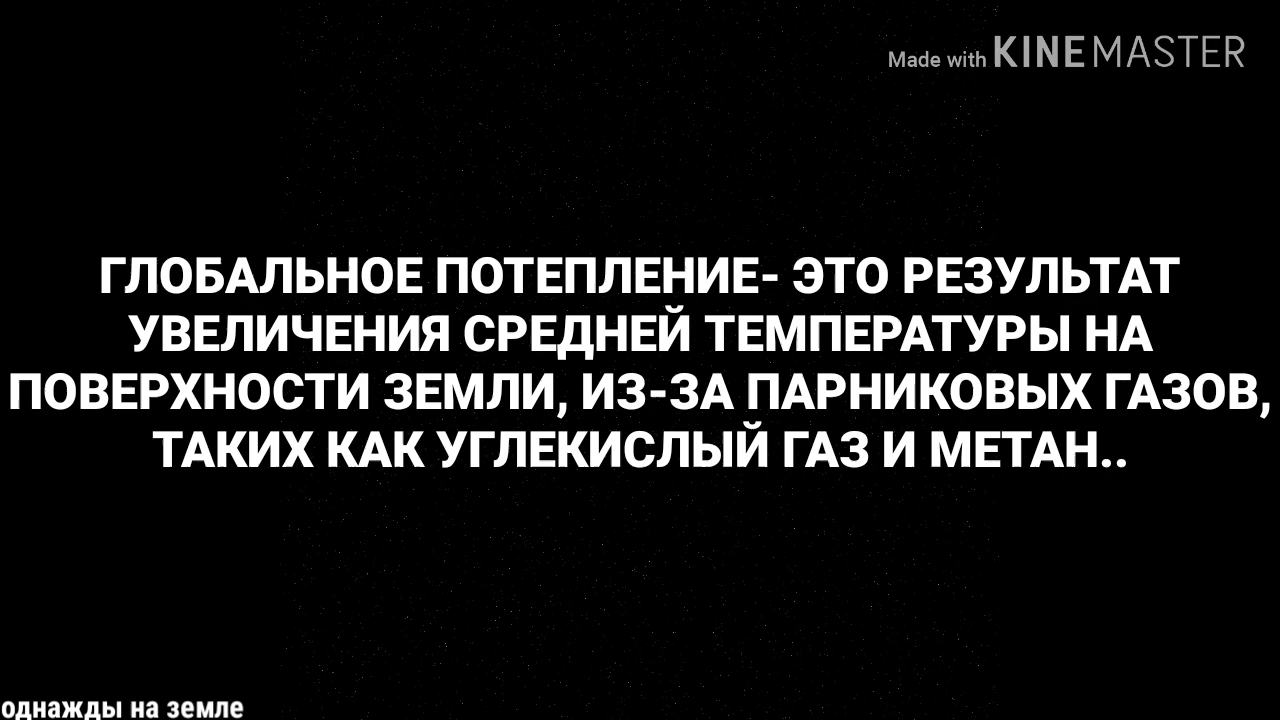 Made with KINEMASTER
ГЛОБАЛЬНОЕ ПОТЕПЛЕНИЕ- ЭТО РЕЗУЛЬТАТ
УВЕЛИЧЕНИЯ СРЕДНЕЙ ТЕМПЕРАТУРЫ НА
ПОВЕРХНОСТИ ЗЕМЛИ, ИЗ-ЗА ПАРНИКОВЫХ ГАЗОВ,
ТАКИХ КАК УГЛЕКИСЛЫЙ ГАЗ И МЕТАН..
однажды на земле